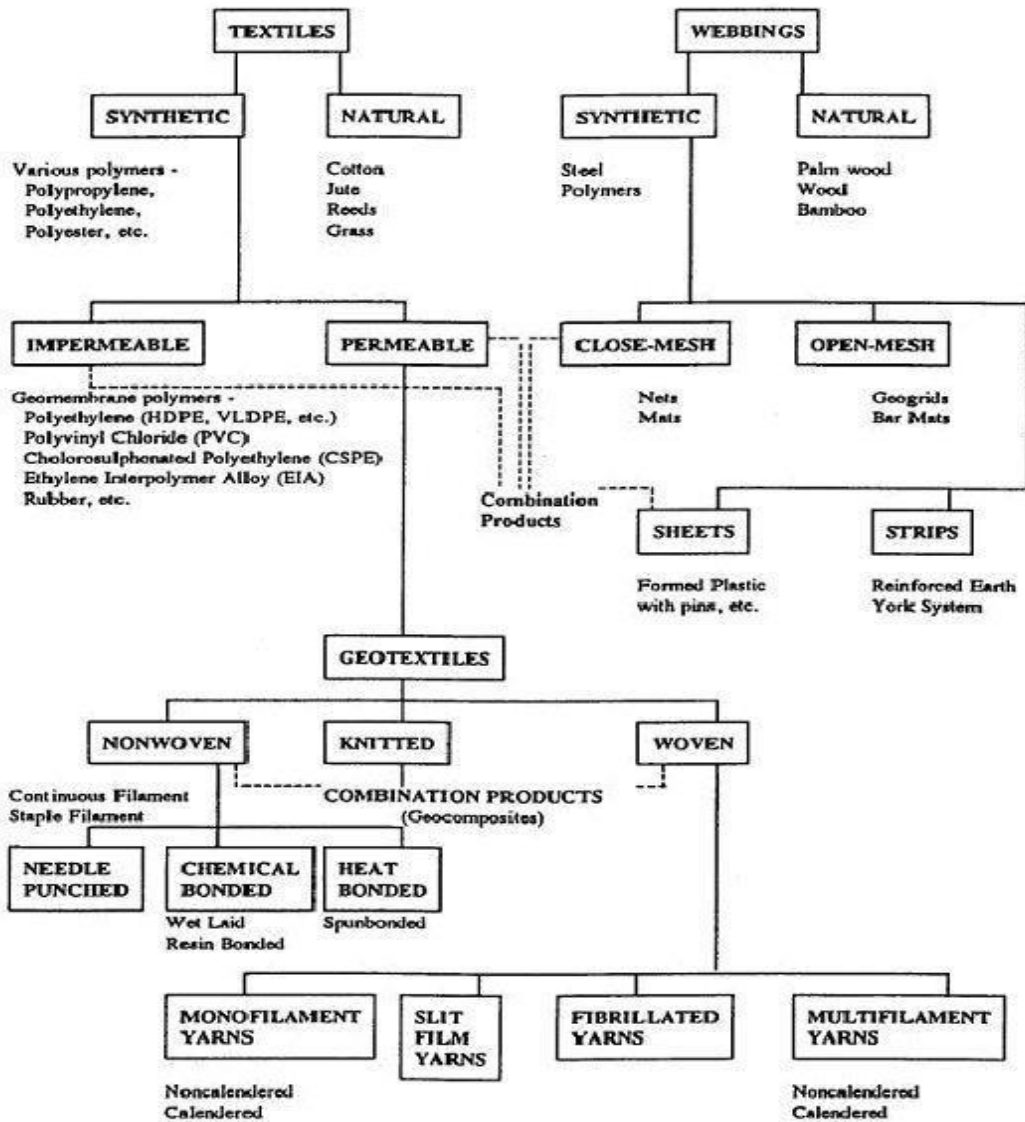 TEXTILES
WEBBINGS
SYNTHETIC
NATURAL
SYNTHETIC
NATURAL
Various polymers -
Polypropylene,
Polyethylene,
Polyester, etc.
Cotton
Jute
Reeds
Grass
Steel
Polymers
Palm wood
Wood
Bamboo
IMPERMEABLE
PERMEABLE
CLOSE-MESH
OPEN-MESH
Geomembrane polymers -
Polyethylene (HDPE, VLDPE, etc.)
Polyvinyl Chloride (PVC)
Cholorosulphonated Polyethylene (CSPE)
Ethylene Interpolymer Alloy (EIA)
Rubber, etc.
Nets
Mats
Geogrids
Bar Mats
Combination
Products
SHEETS
STRIPS
Formed Plastic
with pins, etc.
Reinforced Earth
York System
GEOTEXTILES
NONWOVEN
KNITTED
WOVEN
Continuous Filament
Staple Filament
COMBINATION PRODUCTS
(Geocomposites)
NEEDLE
PUNCHED
CHEMICAL
BONDED
HEAT
BONDED
Wet Laid
Resin Bonded
Spunbonded
MONOFILAMENT
YARNS
SLIT
FILM
YARNS
FIBRILLATED
YARNS
MULTIFILAMENT
YARNS
Noncalendered
Calendered
Noncalendered
Calendered